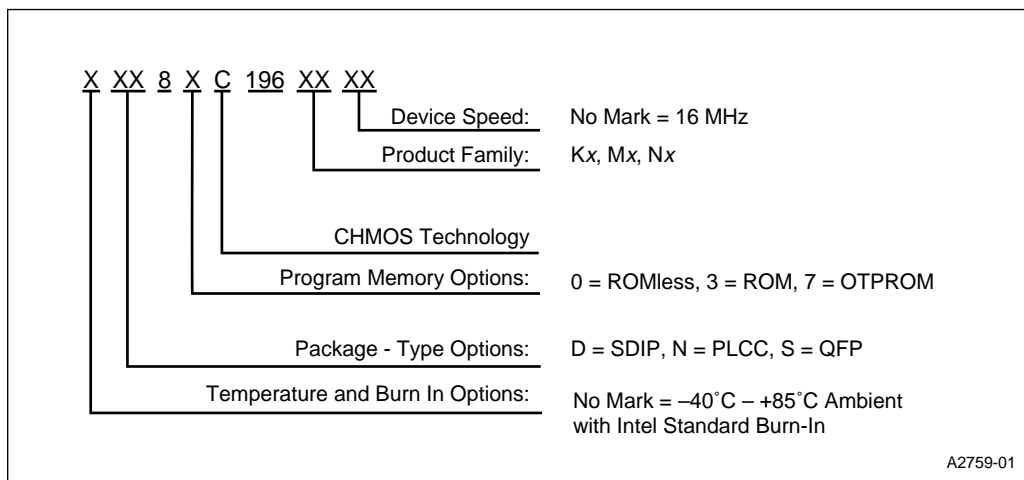 X XX 8 X C 196 XX XX
Device Speed: No Mark = 16 MHz
Product Family: Kx, Mx, Nx
CHMOS Technology
Program Memory Options: 0 = ROMless, 3 = ROM, 7 = OTPROM
Package - Type Options: D = SDIP, N = PLCC, S = QFP
Temperature and Burn In Options: No Mark = –40˚C – +85˚C Ambient
with Intel Standard Burn-In
A2759-01